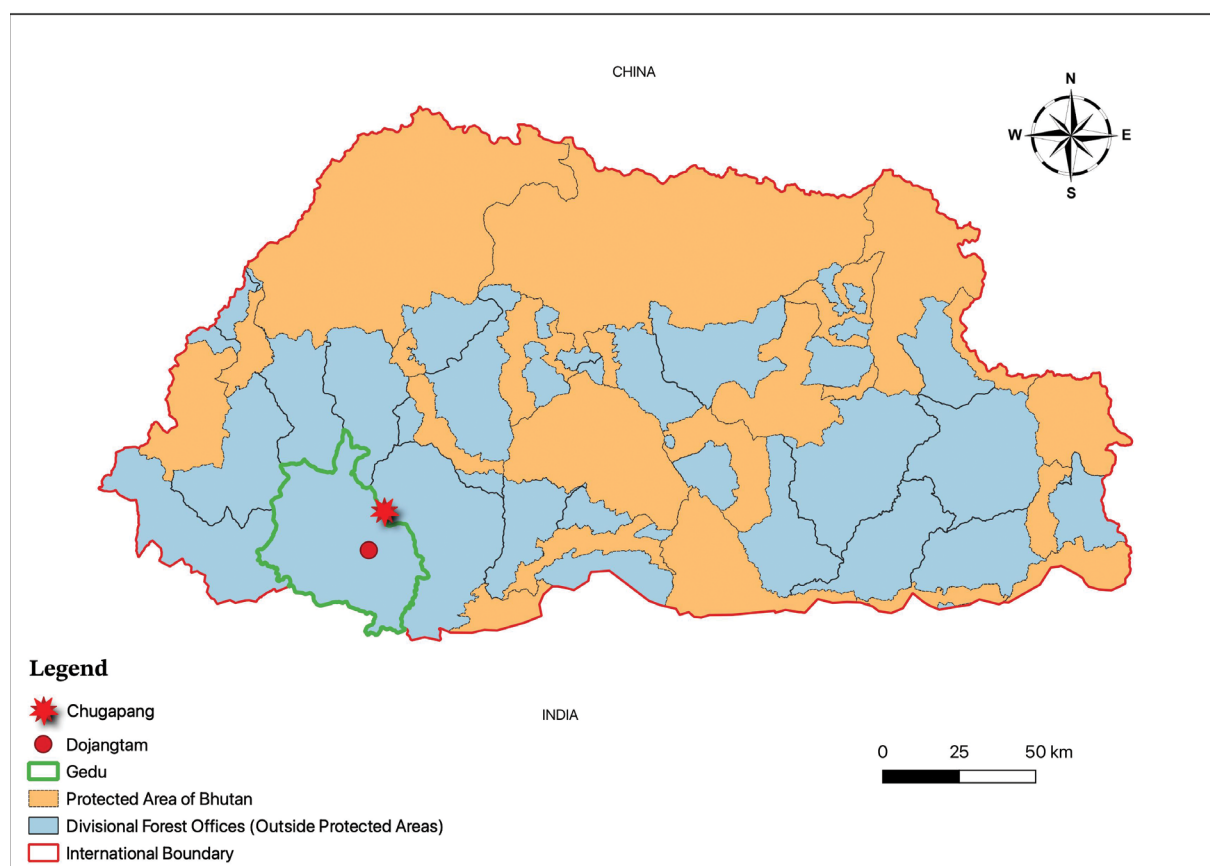 CHINA
N
W
E
S
Legend
Chugapang
Dojangtam
Gedu
Protected Area of Bhutan
Divisional Forest Offices (Outside Protected Areas)
International Boundary
INDIA
0 25 50 km